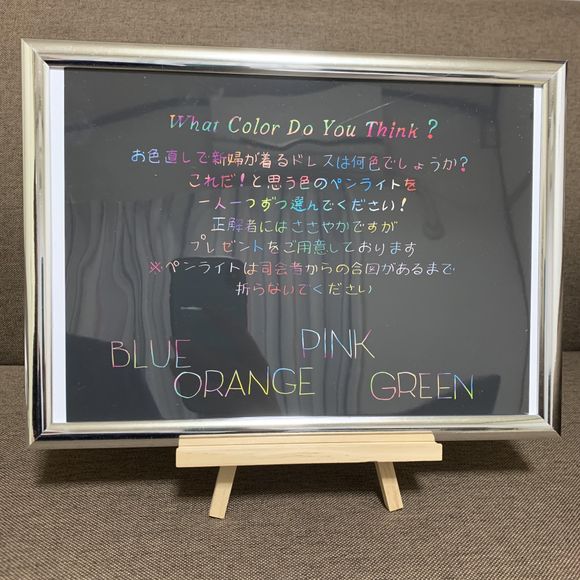 What Color Do You Think?
お色直しで新婦が着るドレスは何色でしょうか?
これだ!と思う色のペンライトを
一人一つずつ選んでください!
正解者にはささやかですが
プレゼントをご用意しております
※ペンライトは司会者からの合図があるまで
折らないでください
BLUE PINK
ORANGE GREEN